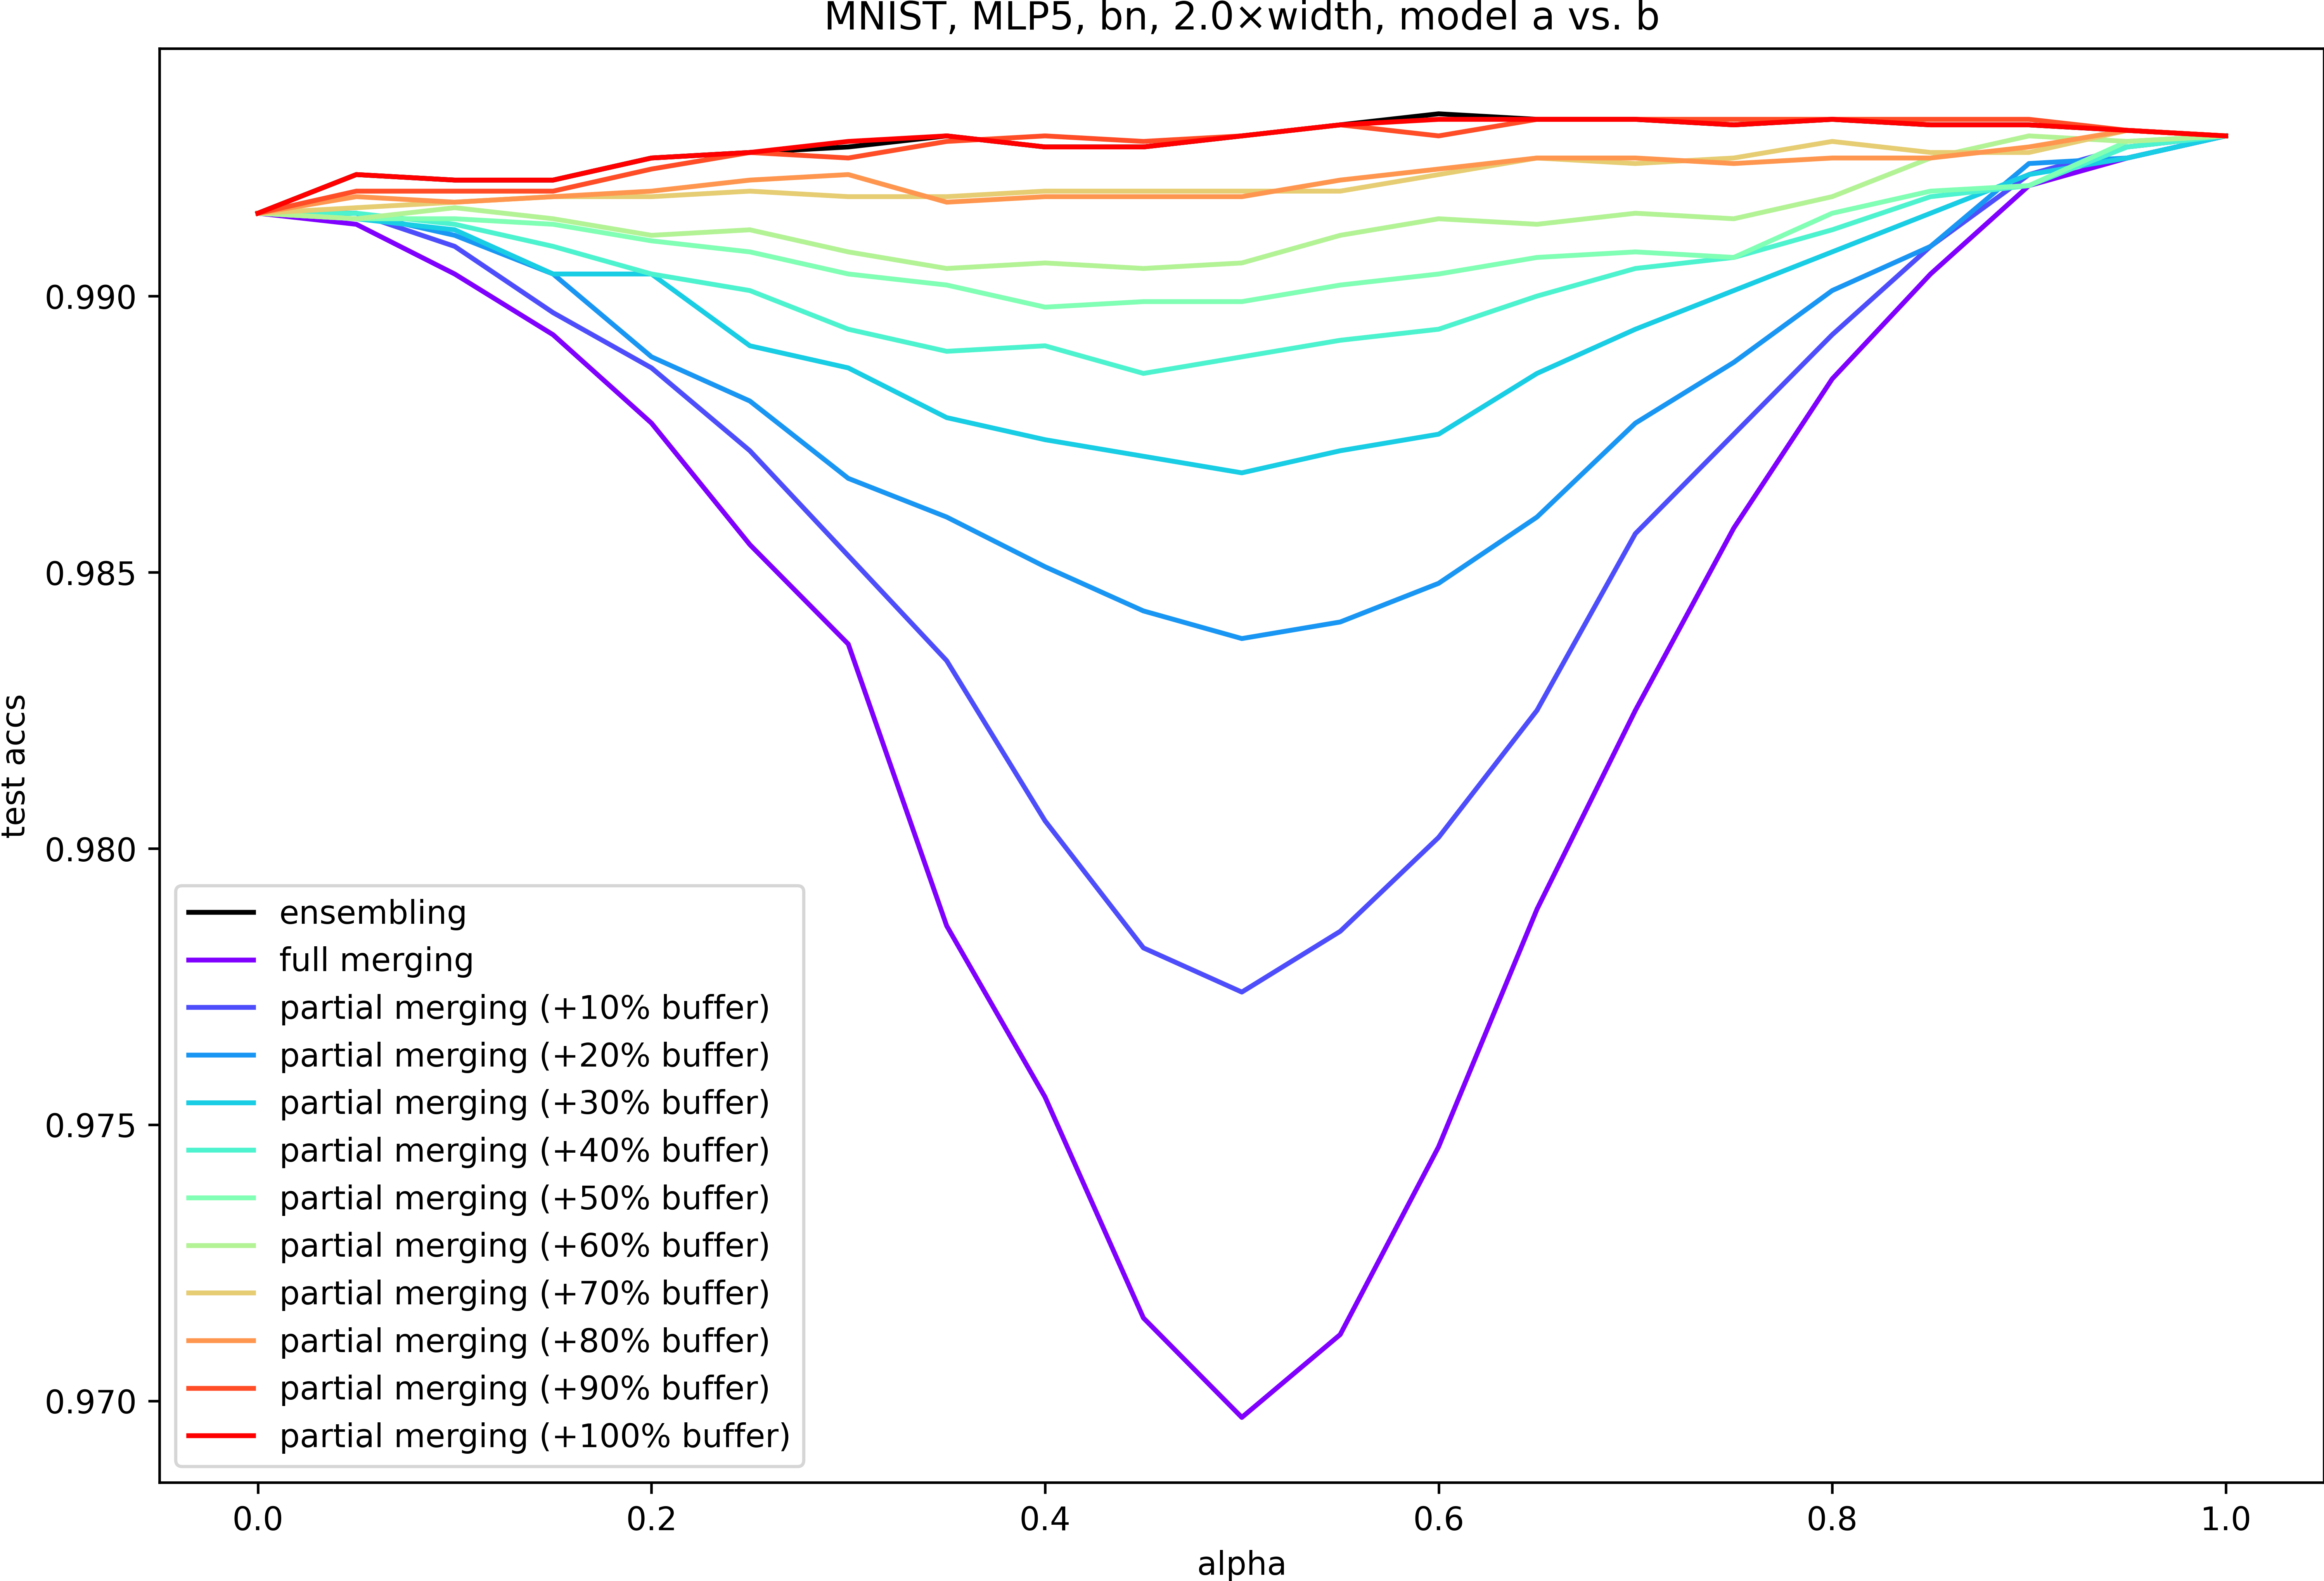 MNIST, MLP5, bn, 2.0×width, model a vs. b
test accs
0.990
0.985
0.980
0.975
0.970
ensembling
full merging
partial merging (+10% buffer)
partial merging (+20% buffer)
partial merging (+30% buffer)
partial merging (+40% buffer)
partial merging (+50% buffer)
partial merging (+60% buffer)
partial merging (+70% buffer)
partial merging (+80% buffer)
partial merging (+90% buffer)
partial merging (+100% buffer)
0.0 0.2 0.4 0.6 0.8 1.0
alpha